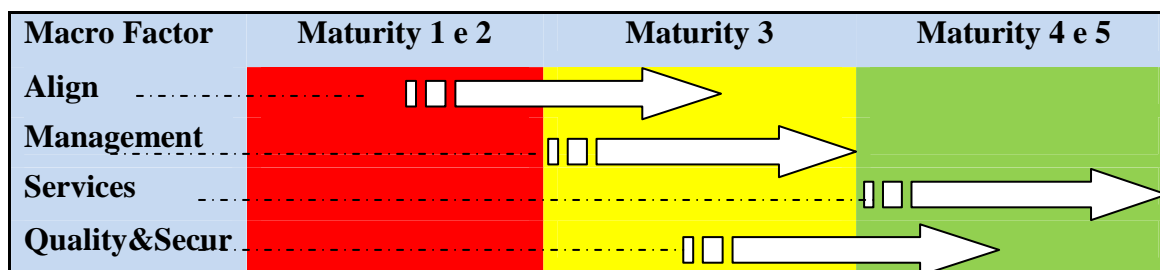 Macro Factor Maturity 1 e 2 Maturity 3 Maturity 4 e 5
Align
Management
Services
Quality&Secur